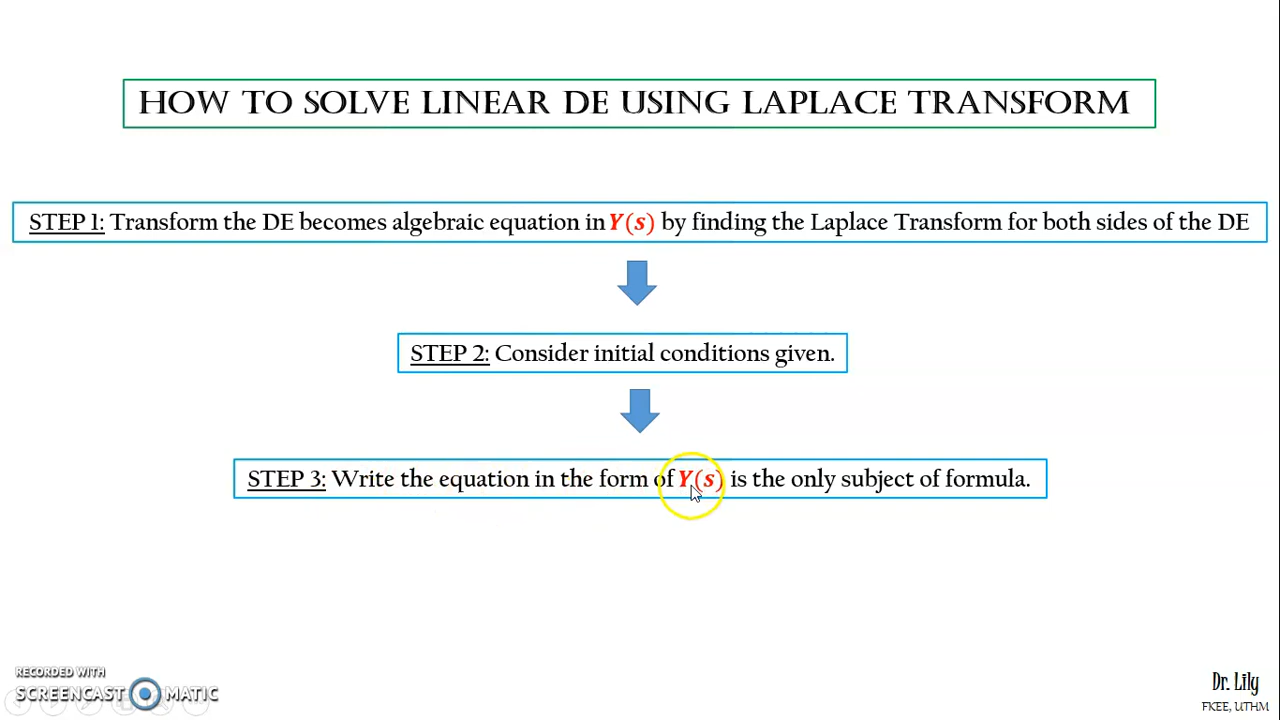 HOW TO SOLVE LINEAR DE USING LAPLACE TRANSFORM
STEP 1: Transform the DE becomes algebraic equation in Y(s) by finding the Laplace Transform for both sides of the DE
STEP 2: Consider initial conditions given.
STEP 3: Write the equation in the form of Y(s) is the only subject of formula.
RECORDED WITH
SCREENCAST MATIC
Dr. Lily
FKEE, UTHM